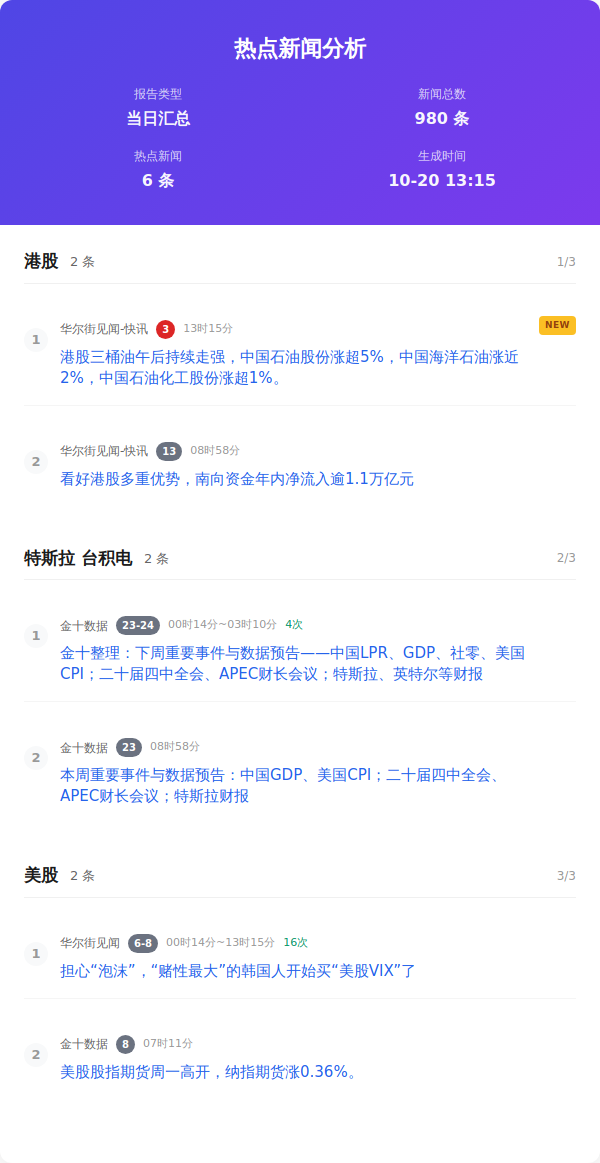 热点新闻分析
报告类型 新闻总数
当日汇总 980 条
热点新闻 生成时间
6 条 10-20 13:15
港股 2 条 1/3
1 华尔街见闻-快讯 3 13时15分 NEW
港股三桶油午后持续走强，中国石油股份涨超5%，中国海洋石油涨近
2%，中国石油化工股份涨超1%。
2 华尔街见闻-快讯 13 08时58分
看好港股多重优势，南向资金年内净流入逾1.1万亿元
特斯拉 台积电 2 条 2/3
1 金十数据 23-24 00时14分~03时10分 4次
金十整理：下周重要事件与数据预告——中国LPR、GDP、社零、美国
CPI；二十届四中全会、APEC财长会议；特斯拉、英特尔等财报
2 金十数据 23 08时58分
本周重要事件与数据预告：中国GDP、美国CPI；二十届四中全会、
APEC财长会议；特斯拉财报
美股 2 条 3/3
1 华尔街见闻 6-8 00时14分~13时15分 16次
担心“泡沫”，“赌性最大”的韩国人开始买“美股VIX”了
2 金十数据 8 07时11分
美股股指期货周一高开，纳指期货涨0.36%。